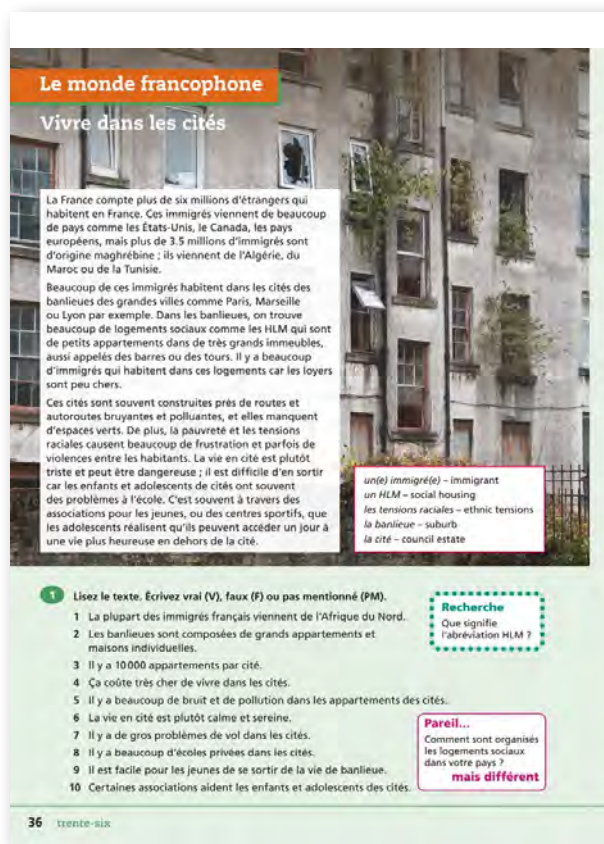 Le monde francophone
Vivre dans les cités
La France compte plus de six millions d'étrangers qui
habitent en France. Ces immigrés viennent de beaucoup
de pays comme les États-Unis, le Canada, les pays
européens, mais plus de 3.5 millions d'immigrés sont
d'origine maghrébine ; ils viennent de l'Algérie, du
Maroc ou de la Tunisie.
Beaucoup de ces immigrés habitent dans les cités des
banlieues des grandes villes comme Paris, Marseille
ou Lyon par exemple. Dans les banlieues, on trouve
beaucoup de logements sociaux comme les HLM qui sont
de petits appartements dans de très grands immeubles,
aussi appelés des barres ou des tours. Il y a beaucoup
d'immigrés qui habitent dans ces logements car les loyers
sont peu chers.
Ces cités sont souvent construites près de routes et
autoroutes bruyantes et polluantes, et elles manquent
d'espaces verts. De plus, la pauvreté et les tensions
raciales causent beaucoup de frustration et parfois de
violences entre les habitants. La vie en cité est plutôt
triste et peut être dangereuse ; il est difficile d'en sortir
car les enfants et adolescents de cités ont souvent
des problèmes à l'école. C'est souvent à travers des
associations pour les jeunes, ou des centres sportifs, que
les adolescents réalisent qu'ils peuvent accéder un jour à
une vie plus heureuse en dehors de la cité.
un(e) immigré(e) – immigrant
un HLM – social housing
les tensions raciales – ethnic tensions
la banlieue – suburb
la cité – council estate
1 Lisez le texte. Écrivez vrai (V), faux (F) ou pas mentionné (PM).
1 La plupart des immigrés français viennent de l'Afrique du Nord.
2 Les banlieues sont composées de grands appartements et
maisons individuelles.
3 Il y a 10000 appartements par cité.
4 Ça coûte très cher de vivre dans les cités.
5 Il y a beaucoup de bruit et de pollution dans les appartements des cités.
6 La vie en cité est plutôt calme et sereine.
7 Il y a de gros problèmes de vol dans les cités.
8 Il y a beaucoup d'écoles privées dans les cités.
9 Il est facile pour les jeunes de se sortir de la vie de banlieue.
10 Certaines associations aident les enfants et adolescents des cités.
Recherche
Que signifie
l'abréviation HLM ?
Pareil...
Comment sont organisés
les logements sociaux
dans votre pays ?
mais différent
36 trente-six